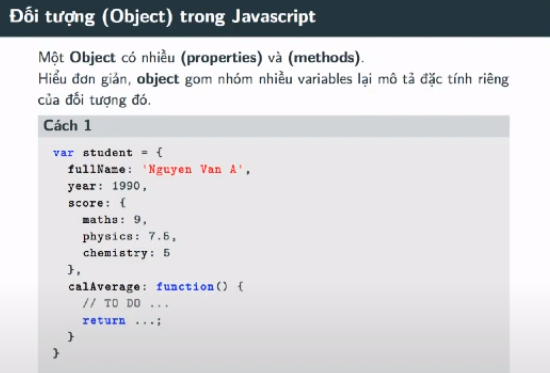 Đối tượng (Object) trong Javascript
Một Object có nhiều (properties) và (methods).
Hiểu đơn giản, object gom nhóm nhiều variables lại mô tả đặc tính riêng
của đối tượng đó.
Cách 1
var student = {
fullName: 'Nguyen Van A',
year: 1990,
score: {
maths: 9,
physics: 7.5,
chemistry: 5
},
calAverage: function() {
// TO DO ...
return ...;
}
}